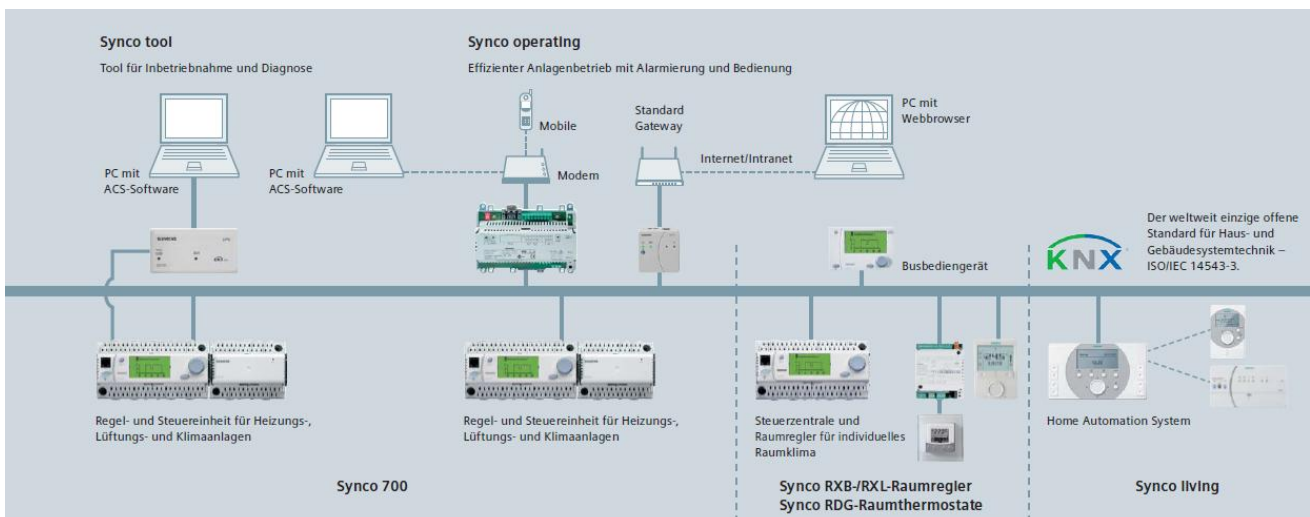 Synco tool
Tool für Inbetriebnahme und Diagnose
Synco operating
Effizienter Anlagenbetrieb mit Alarmierung und Bedienung
PC mit
ACS-Software
PC mit
ACS-Software
Mobile
Modem
Standard
Gateway
Internet/Intranet
PC mit
Webbrowser
SIEMENS
Busbediengerät
KNX
Der weltweit einzige offene
Standard für Haus- und
Gebäudesystemtechnik –
ISO/IEC 14543-3.
Regel- und Steuereinheit für Heizungs-,
Lüftungs- und Klimaanlagen
Regel- und Steuereinheit für Heizungs-,
Lüftungs- und Klimaanlagen
Steuerzentrale und
Raumregler für individuelles
Raumklima
Home Automation System
Synco 700
Synco RXB-/RXL-Raumregler
Synco RDG-Raumthermostate
Synco living